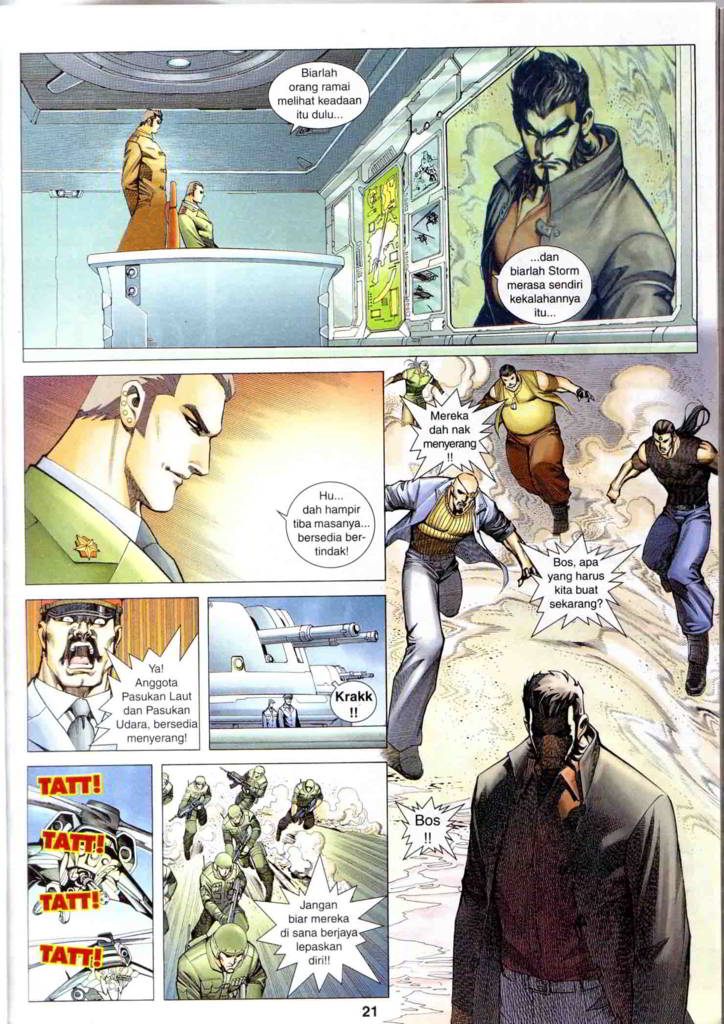 Biarlah
orang ramai
melihat keadaan
itu dulu...
...dan
biarlah Storm
merasa sendiri
kekalahannya
itu...
Hu...
dah hampir
tiba masanya...
bersedia ber-
tindak!
Mereka
dah nak
menyerang
!!
Bos, apa
yang harus
kita buat
sekarang?
Ya!
Anggota
Pasukan Laut
dan Pasukan
Udara, bersedia
menyerang!
Krakk
!!
TATT!
TATT!
TATT!
TATT!
Jangan
biar mereka
di sana berjaya
lepaskan
diri!!
Bos
!!
21